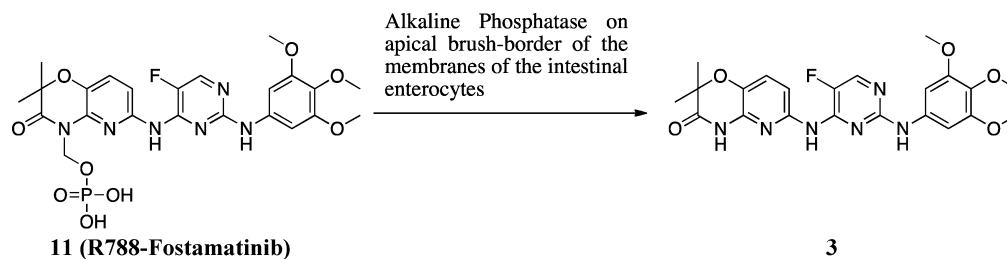 Alkaline Phosphatase on
apical brush-border of the
membranes of the intestinal
enterocytes
O
O
F
N
O
O
O
N
N
N
H
N
N
H
O
O=P-OH
OH
11 (R788-Fostamatinib)
O
O
F
N
O
O
O
N
H
N
N
H
N
N
H
3